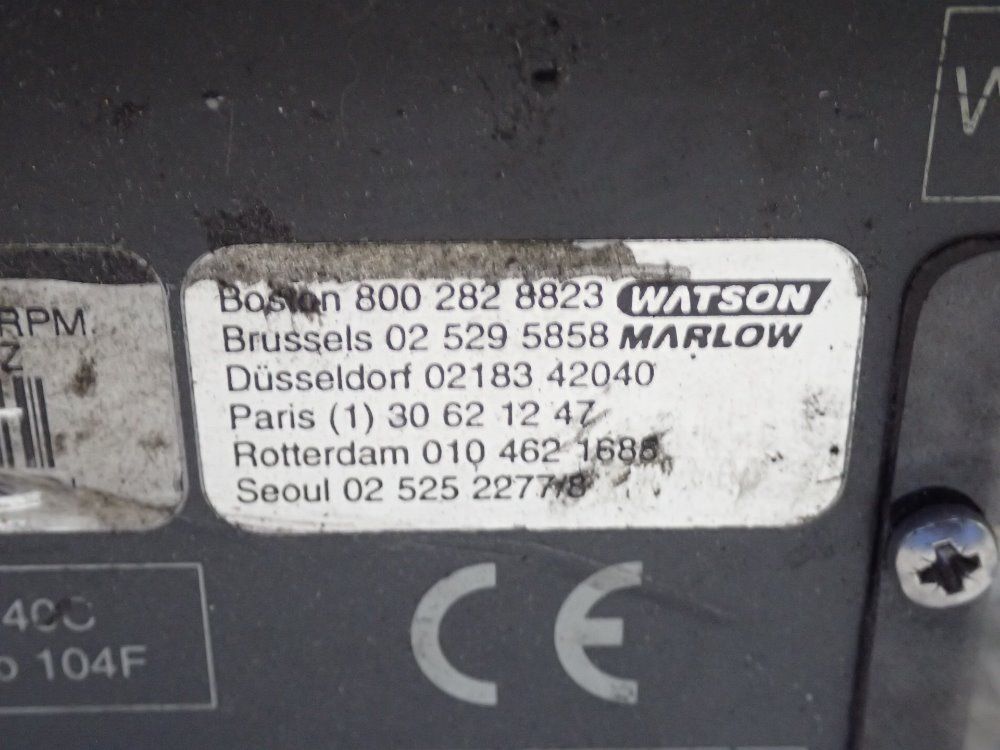 Boston 800 282 8823 WATSON
Brussels 02 529 5858 MARLOW
Düsseldorf 02183 42040
Paris (1) 30 62 12 47
Rotterdam 010 462 1688
Seoul 02 525 2277/8
RPM
Z
40C
104F
CE
W